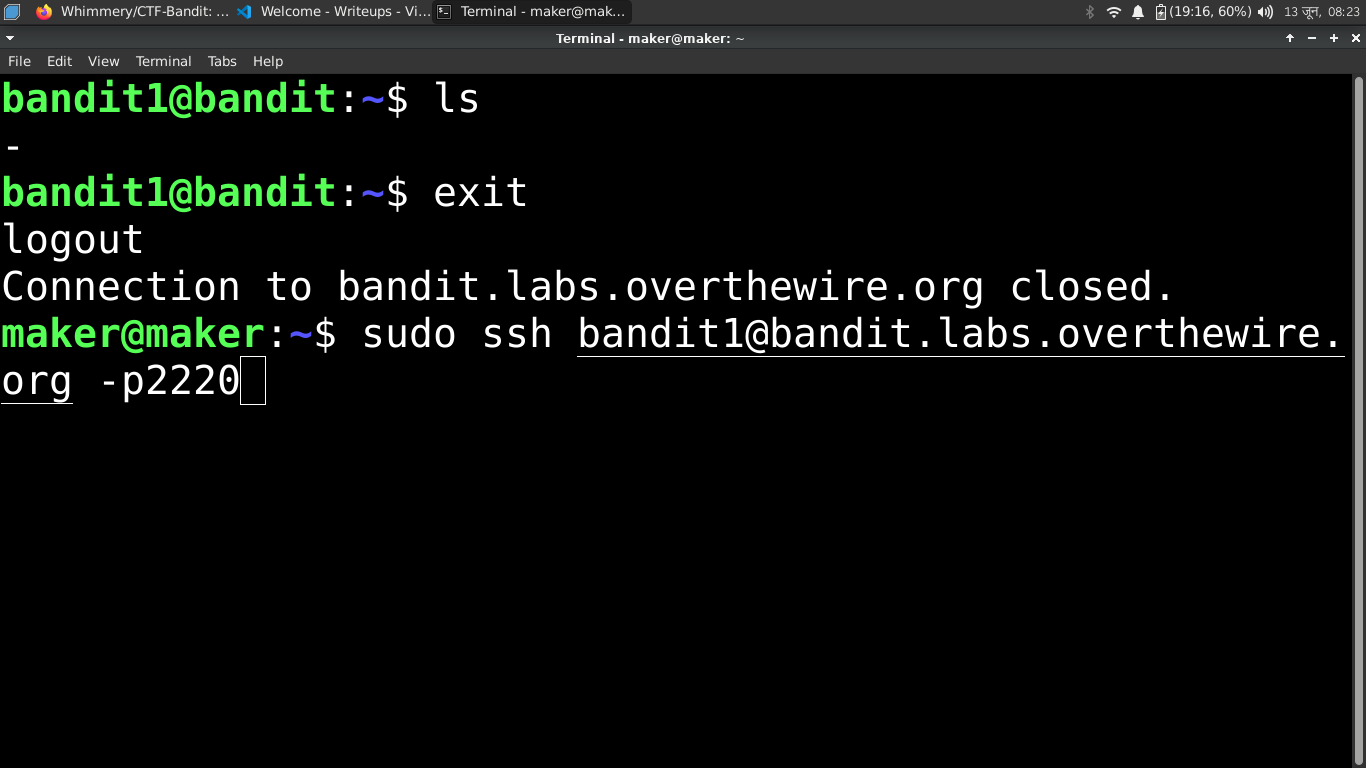 Whimmery/CTF-Bandit: ...
Welcome - Writeups - Vi...
Terminal - maker@mak...
(19:16, 60%)
13 जून, 08:23
Terminal - maker@maker: ~
File Edit View Terminal Tabs Help
bandit1@bandit:~$ ls
-
bandit1@bandit:~$ exit
logout
Connection to bandit.labs.overthewire.org closed.
maker@maker:~$ sudo ssh bandit1@bandit.labs.overthewire.
org -p2220